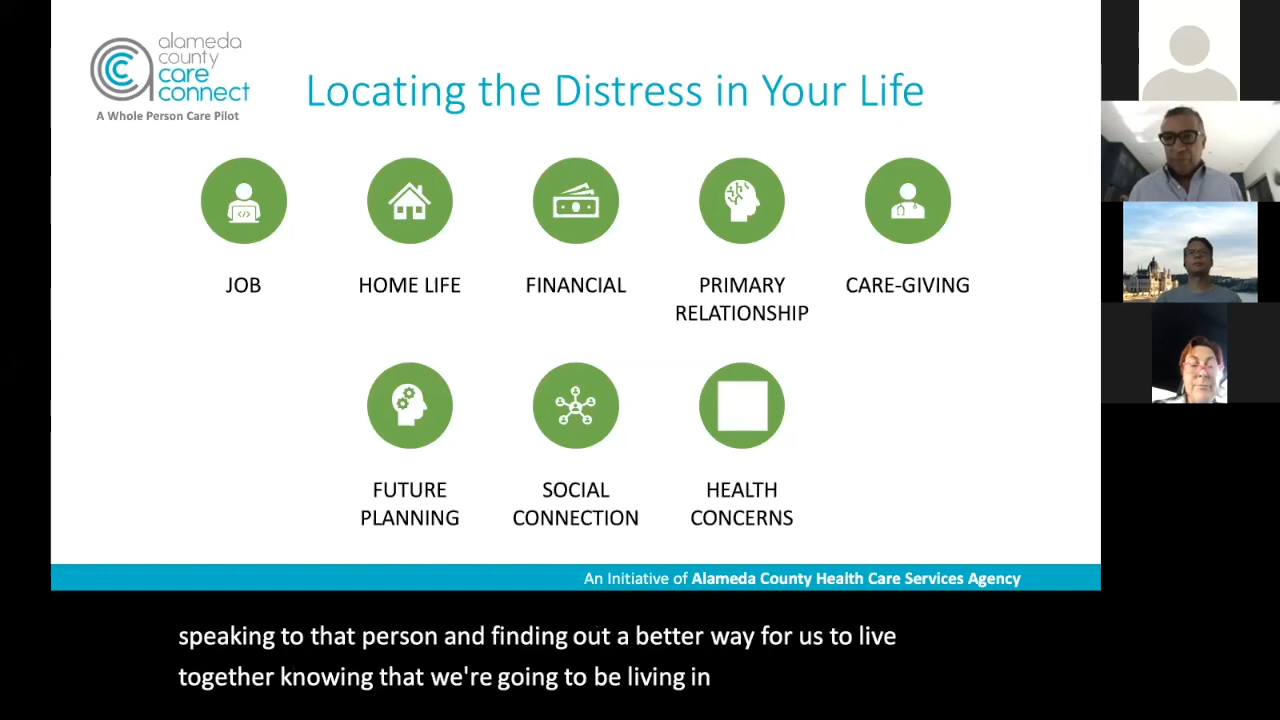 alameda
county
care
connect
A Whole Person Care Pilot
Locating the Distress in Your Life
JOB
HOME LIFE
FINANCIAL
PRIMARY
RELATIONSHIP
CARE-GIVING
FUTURE
PLANNING
SOCIAL
CONNECTION
HEALTH
CONCERNS
An Initiative of Alameda County Health Care Services Agency
speaking to that person and finding out a better way for us to live
together knowing that we're going to be living in